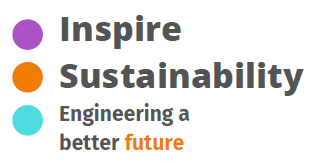 Inspire
Sustainability
Engineering a
better future